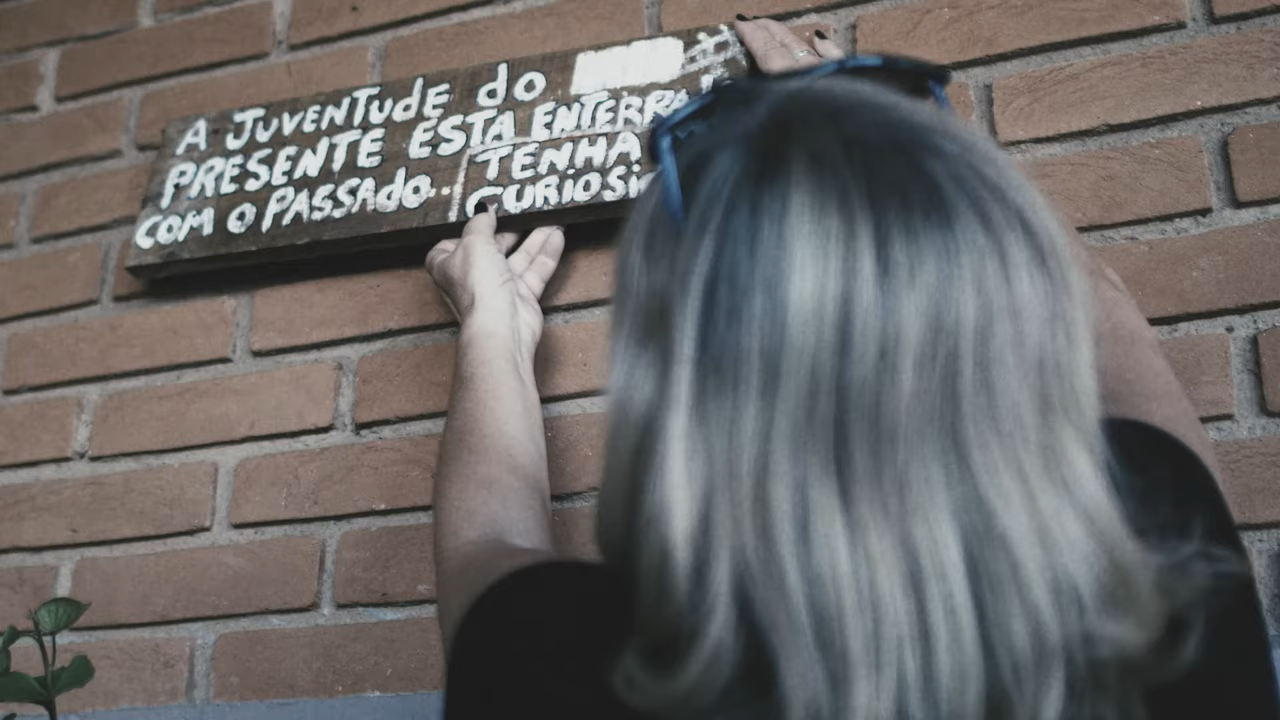 A JUVENTUDE do
PRESENTE ESTA ENTERRA
COM O PASSADO.. TENHA
CURIOSI